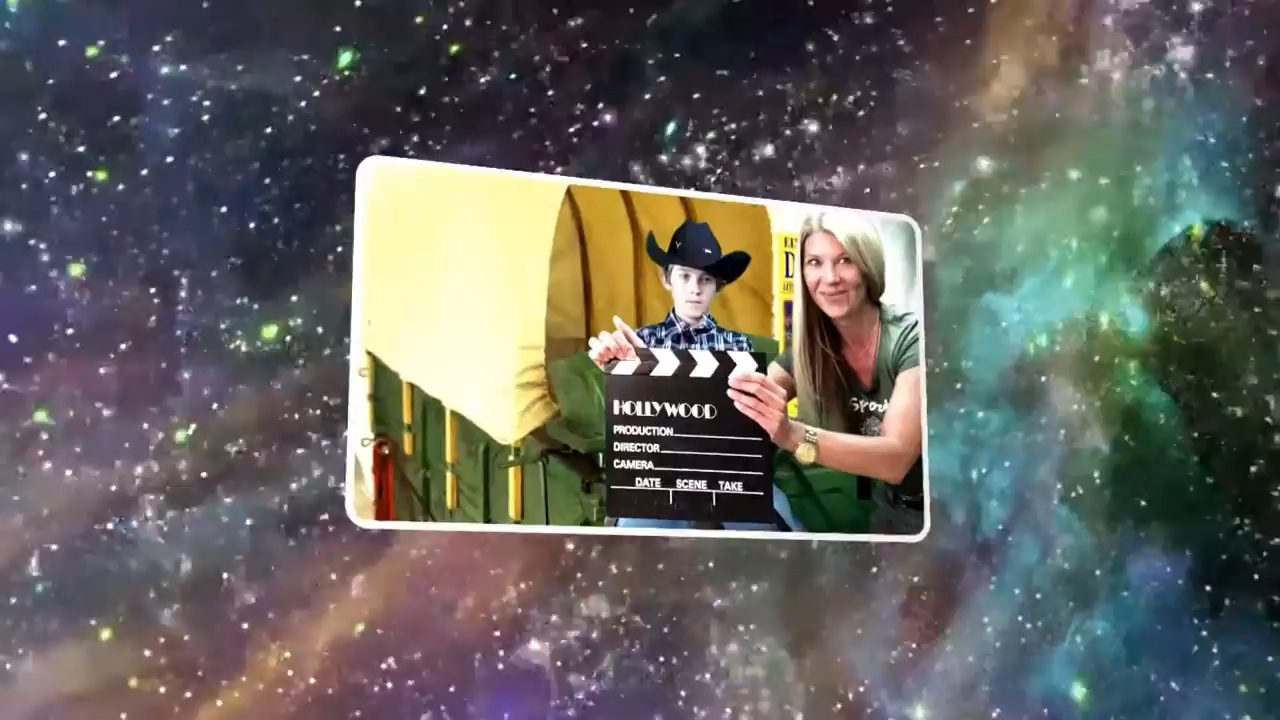 HOLLYWOOD
PRODUCTION
DIRECTOR
CAMERA
DATE SCENE TAKE